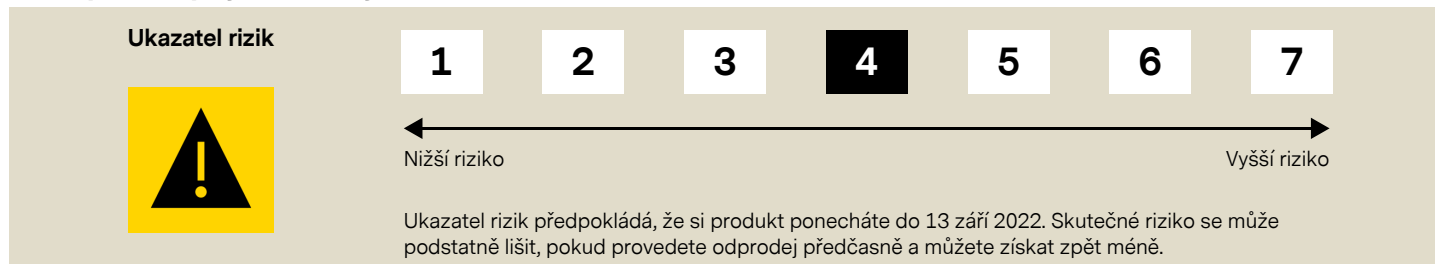 Ukazatel rizik
1 2 3 4 5 6 7
Nižší riziko Vyšší riziko
Ukazatel rizik předpokládá, že si produkt ponecháte do 13 září 2022. Skutečné riziko se může
podstatně lišit, pokud provedete odprodej předčasně a můžete získat zpět méně.